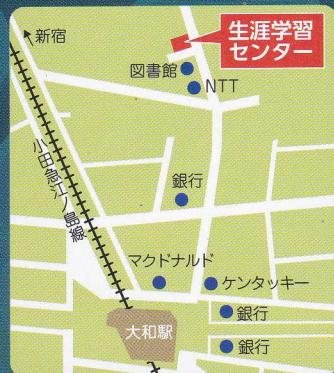 新宿
生涯学習
センター
図書館
NTT
小田急江ノ島線
銀行
マクドナルド
ケンタッキー
銀行
大和駅
銀行